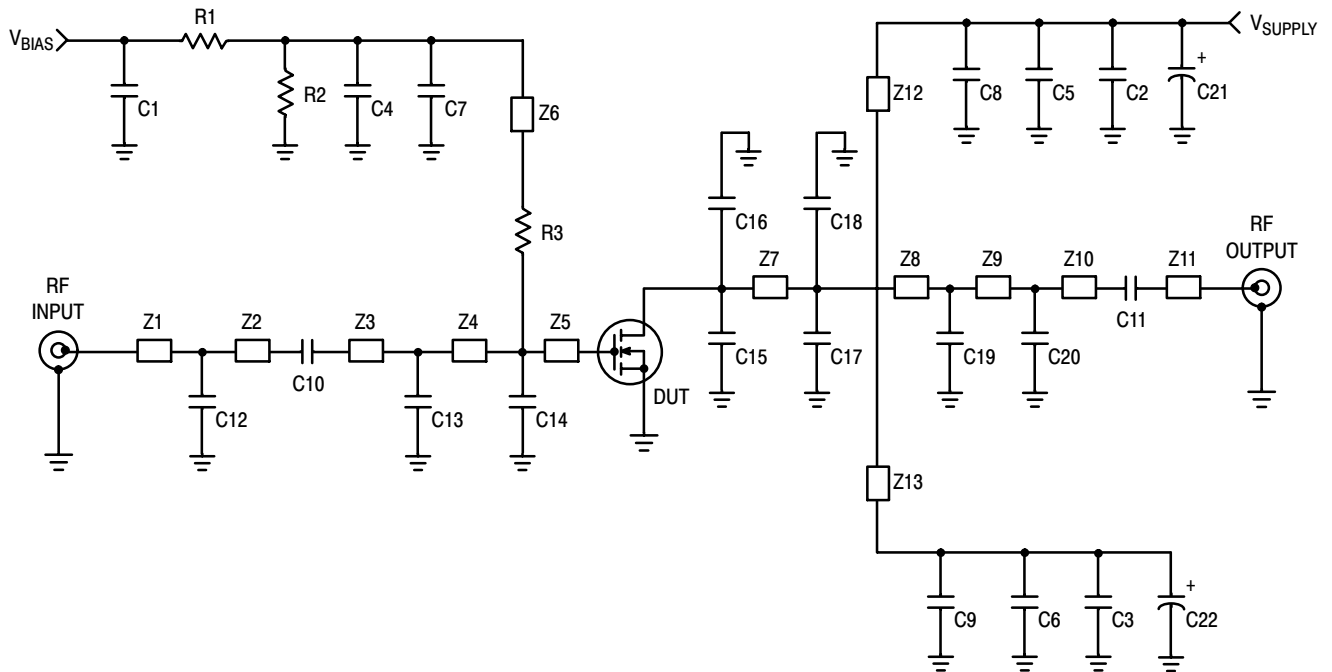 R1
V_BIAS
V_SUPPLY
C1
R2
C4
C7
Z6
Z12
C8
C5
C2
+
C21
R3
C16
C18
RF
INPUT
RF
OUTPUT
Z7
Z8
Z9
Z10
Z11
C11
Z1
Z2
Z3
Z4
Z5
C10
C12
C13
C14
DUT
C15
C17
C19
C20
Z13
C9
C6
C3
+
C22